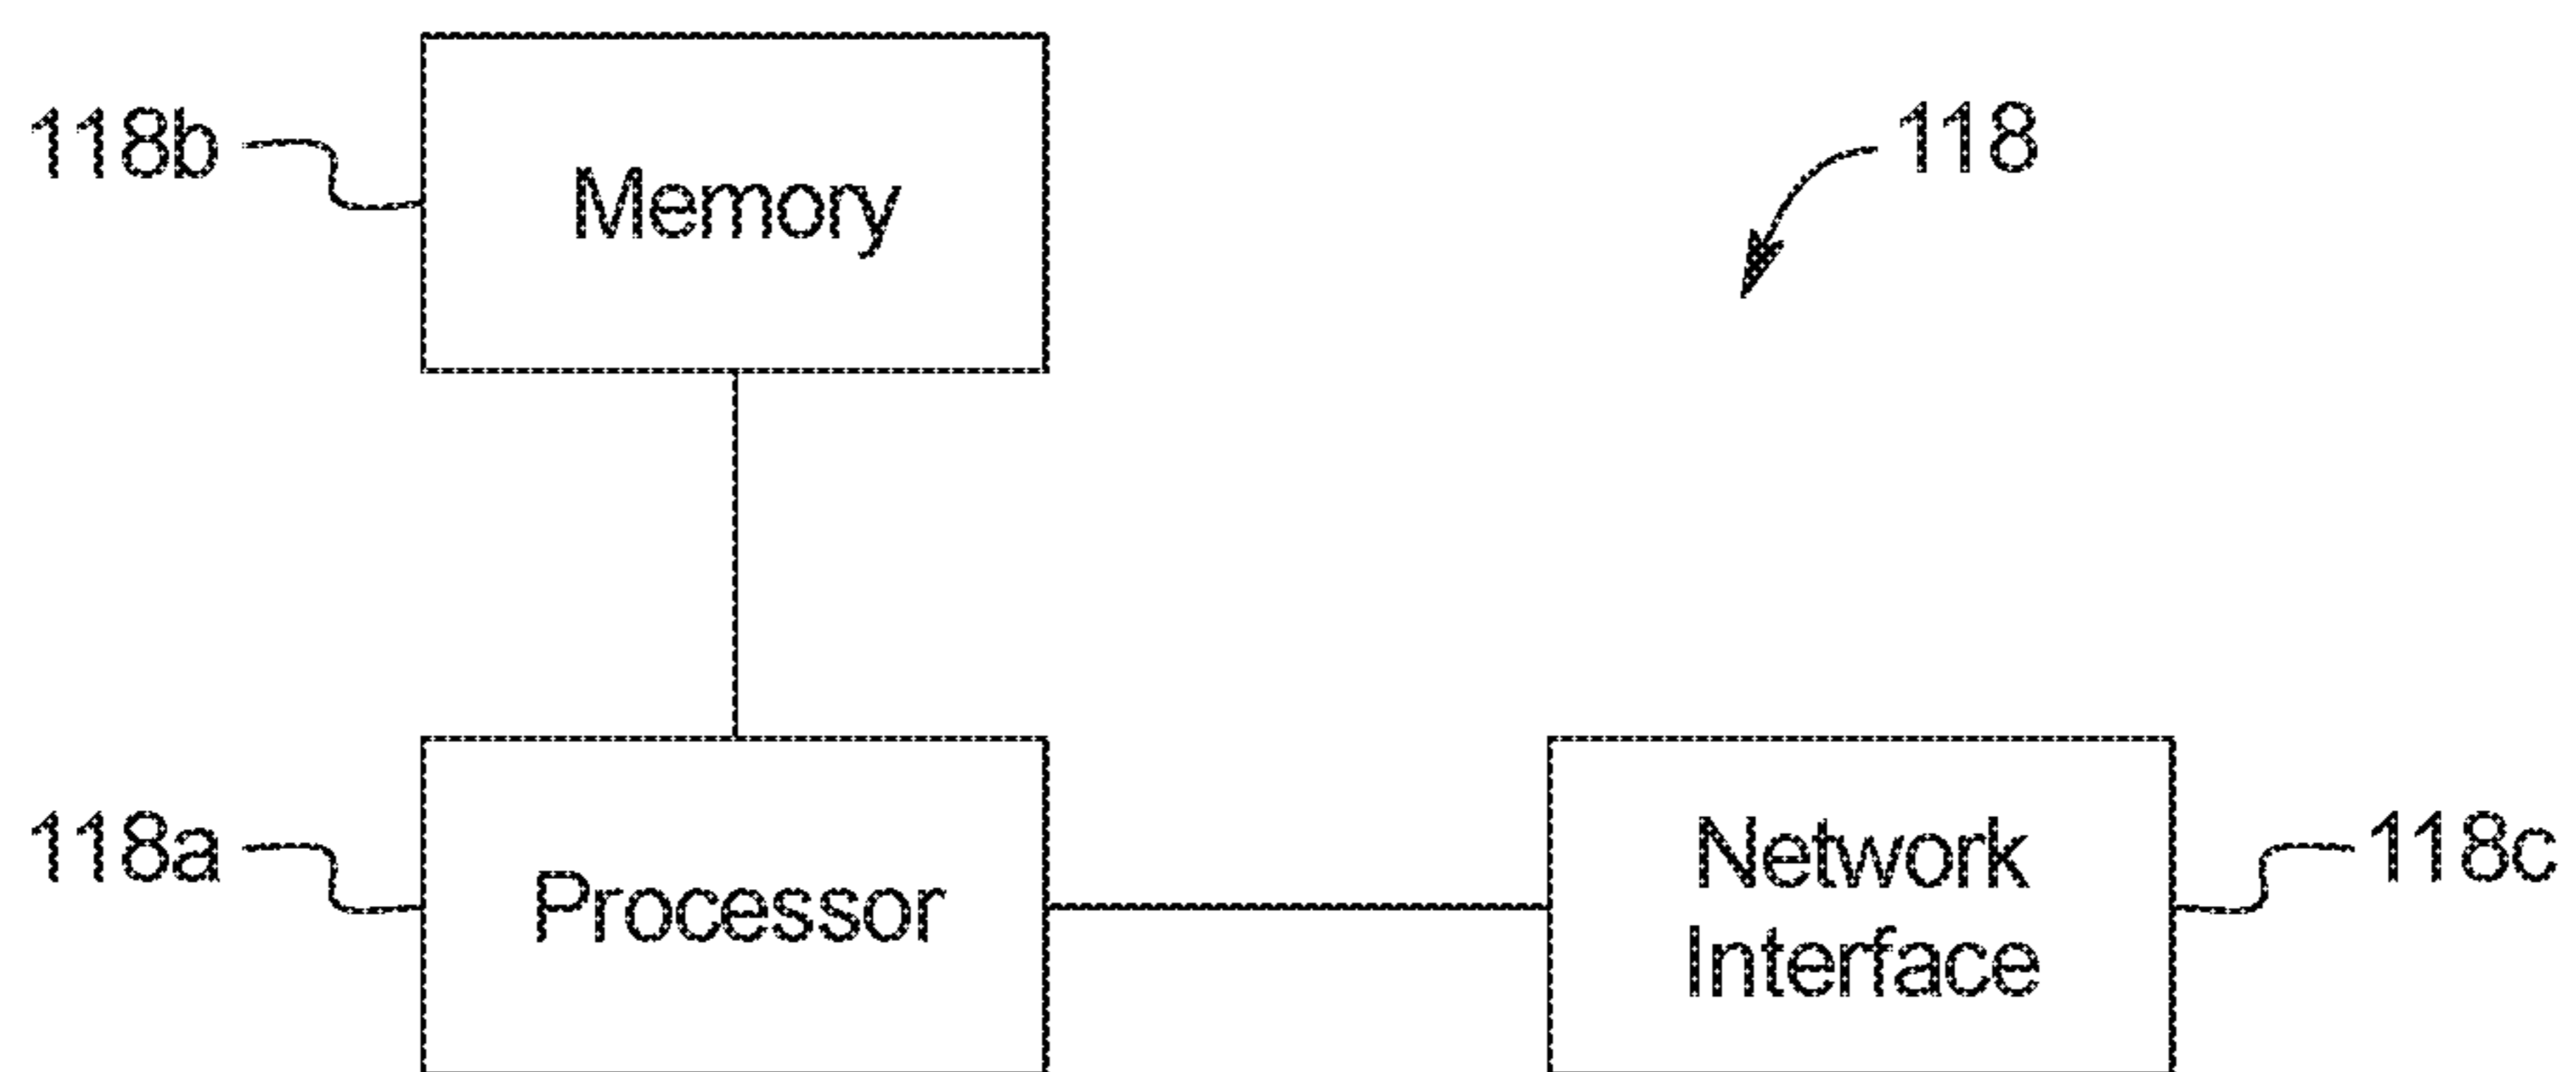 118b
Memory
118
118a
Processor
Network
Interface
118c